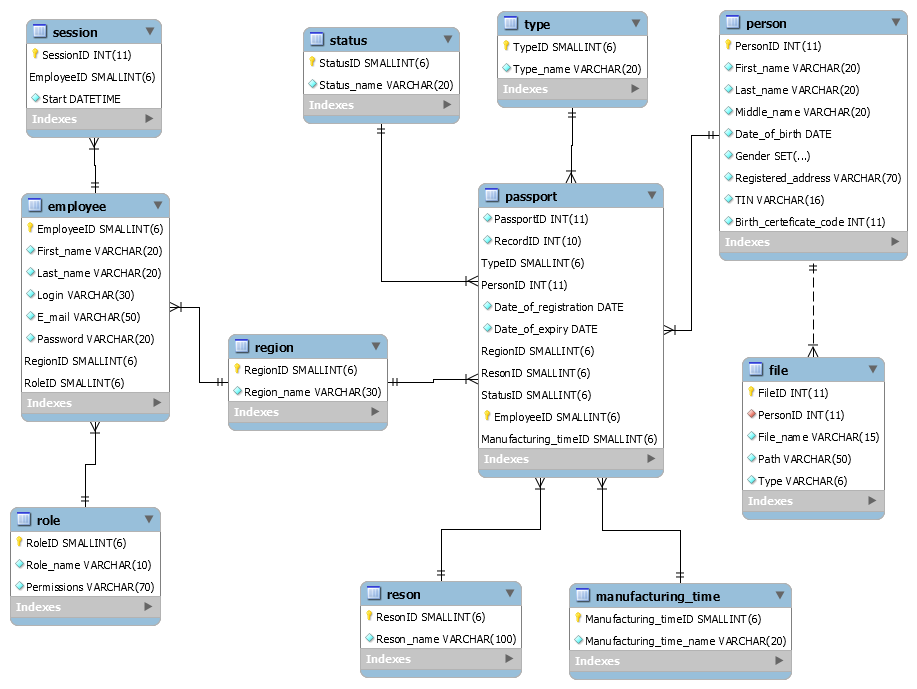 session
SessionID INT(11)
EmployeeID SMALLINT(6)
Start DATETIME
Indexes
status
StatusID SMALLINT(6)
Status_name VARCHAR(20)
Indexes
type
TypeID SMALLINT(6)
Type_name VARCHAR(20)
Indexes
person
PersonID INT(11)
First_name VARCHAR(20)
Last_name VARCHAR(20)
Middle_name VARCHAR(20)
Date_of_birth DATE
Gender SET(...)
Registered_address VARCHAR(70)
TIN VARCHAR(16)
Birth_certeficate_code INT(11)
Indexes
employee
EmployeeID SMALLINT(6)
First_name VARCHAR(20)
Last_name VARCHAR(20)
Login VARCHAR(30)
E_mail VARCHAR(50)
Password VARCHAR(20)
RegionID SMALLINT(6)
RoleID SMALLINT(6)
Indexes
region
RegionID SMALLINT(6)
Region_name VARCHAR(30)
Indexes
passport
PassportID INT(11)
RecordID INT(10)
TypeID SMALLINT(6)
PersonID INT(11)
Date_of_registration DATE
Date_of_expiry DATE
RegionID SMALLINT(6)
ResonID SMALLINT(6)
StatusID SMALLINT(6)
EmployeeID SMALLINT(6)
Manufacturing_timeID SMALLINT(6)
Indexes
file
FileID INT(11)
PersonID INT(11)
File_name VARCHAR(15)
Path VARCHAR(50)
Type VARCHAR(6)
Indexes
role
RoleID SMALLINT(6)
Role_name VARCHAR(10)
Permissions VARCHAR(70)
Indexes
reson
ResonID SMALLINT(6)
Reson_name VARCHAR(100)
Indexes
manufacturing_time
Manufacturing_timeID SMALLINT(6)
Manufacturing_time_name VARCHAR(20)
Indexes